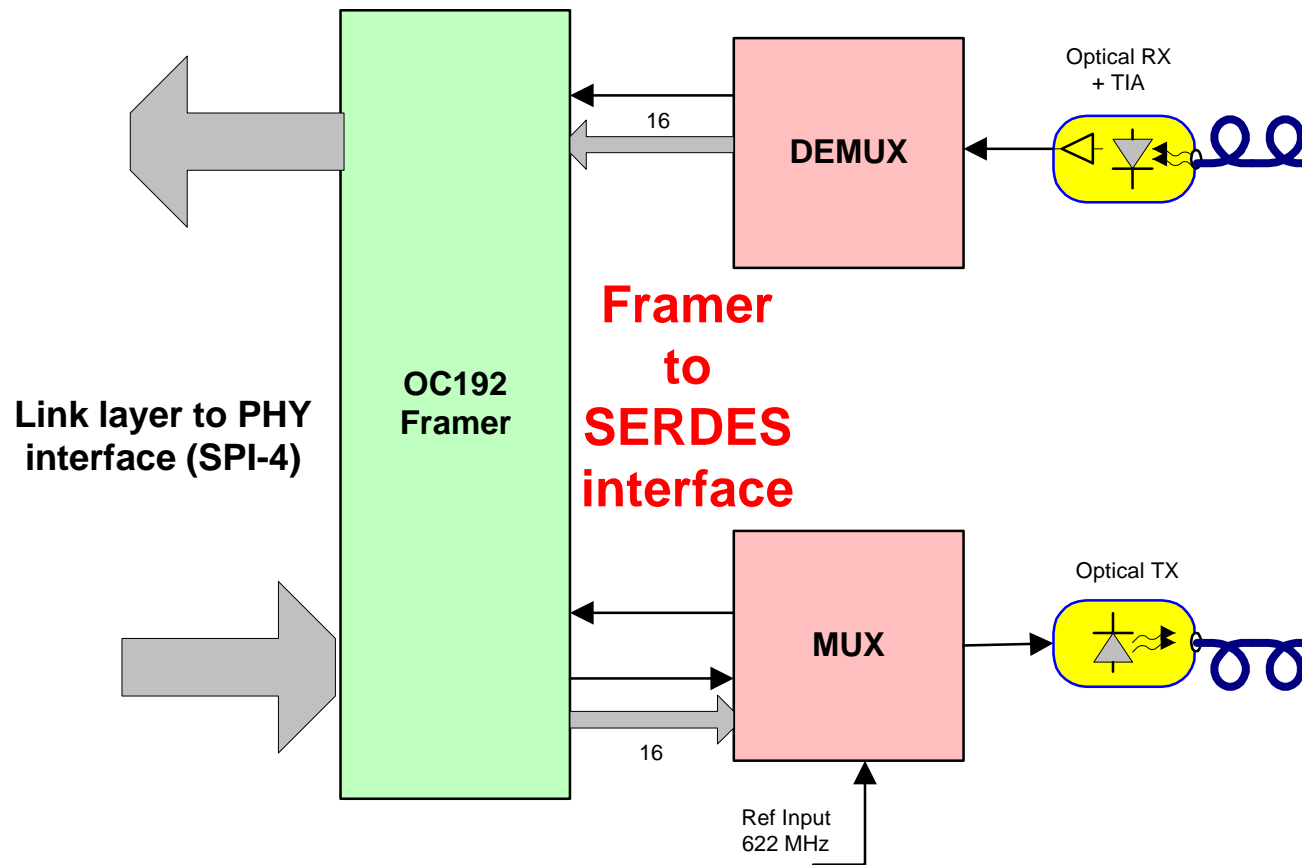 Optical RX
+ TIA
16
DEMUX
Framer
to
SERDES
interface
OC192
Framer
Link layer to PHY
interface (SPI-4)
Optical TX
MUX
16
Ref Input
622 MHz